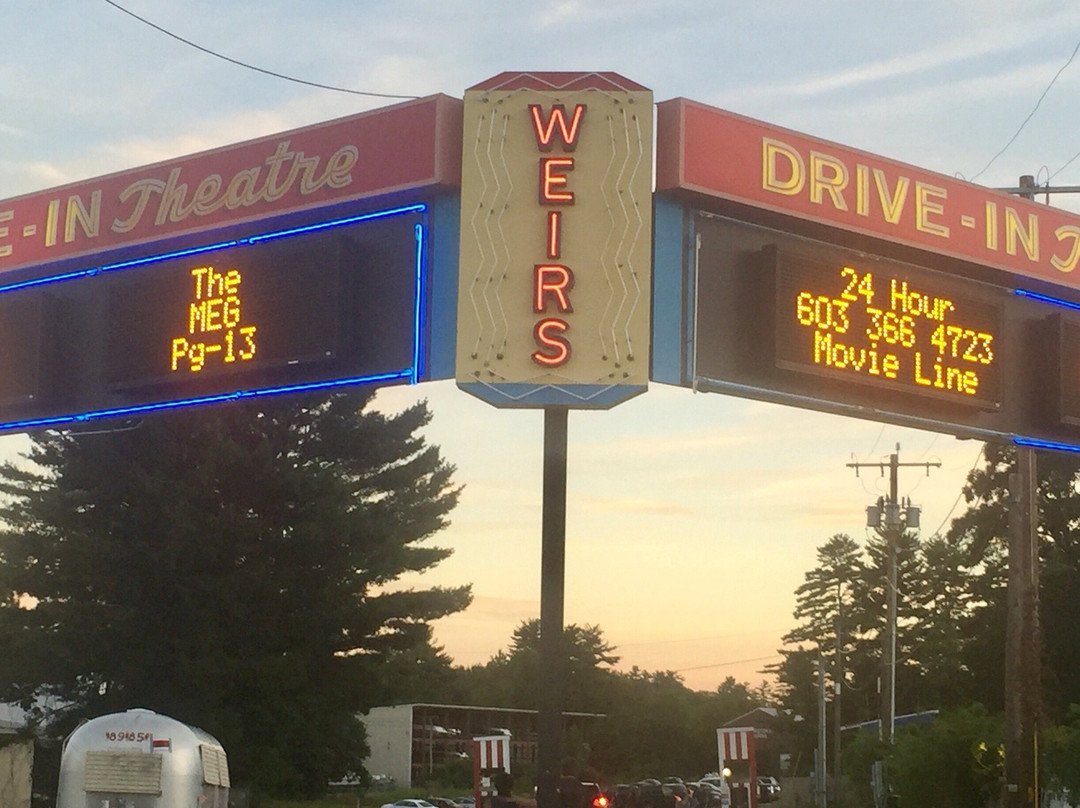 E-IN Theatre
The
MEG
Pg-13
WEIRS
DRIVE-IN T
24 Hour
603 366 4723
Movie Line